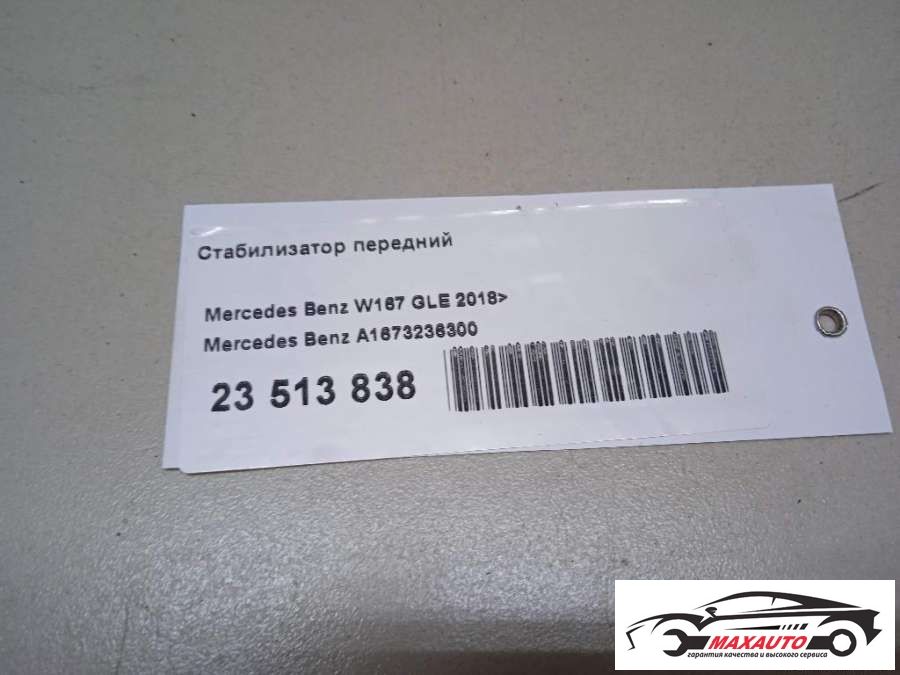 Стабилизатор передний
Mercedes Benz W167 GLE 2018>
Mercedes Benz A1673236300
23 513 838
MAXAUTO
гарантия качества и высокого сервиса